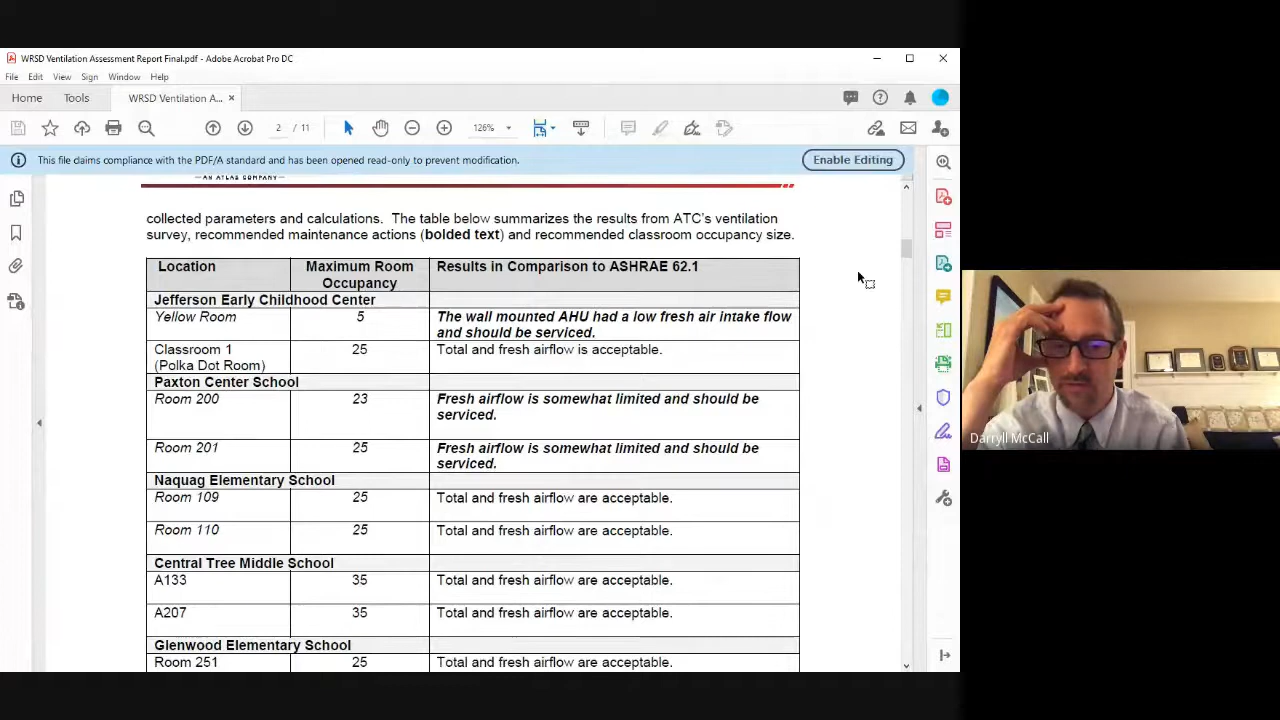 WRSD Ventilation Assessment Report Final.pdf - Adobe Acrobat Pro DC
File Edit View Sign Window Help
Home Tools WRSD Ventilation A... ×
2 / 11 126%
This file claims compliance with the PDF/A standard and has been opened read-only to prevent modification. Enable Editing
—AN ATLAS COMPANY—
collected parameters and calculations. The table below summarizes the results from ATC's ventilation
survey, recommended maintenance actions (bolded text) and recommended classroom occupancy size.
Location Maximum Room Results in Comparison to ASHRAE 62.1
Occupancy
Jefferson Early Childhood Center
Yellow Room 5 The wall mounted AHU had a low fresh air intake flow
and should be serviced.
Classroom 1 25 Total and fresh airflow is acceptable.
(Polka Dot Room)
Paxton Center School
Room 200 23 Fresh airflow is somewhat limited and should be
serviced.
Room 201 25 Fresh airflow is somewhat limited and should be
serviced.
Naquag Elementary School
Room 109 25 Total and fresh airflow are acceptable.
Room 110 25 Total and fresh airflow are acceptable.
Central Tree Middle School
A133 35 Total and fresh airflow are acceptable.
A207 35 Total and fresh airflow are acceptable.
Glenwood Elementary School
Room 251 25 Total and fresh airflow are acceptable.
Darryll McCall